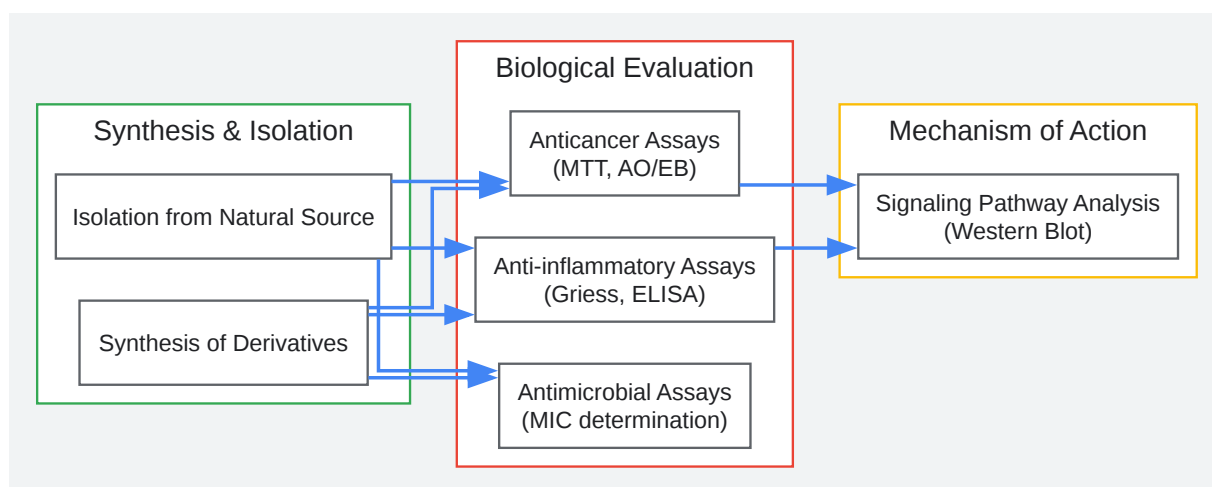 Synthesis & Isolation
Isolation from Natural Source
Synthesis of Derivatives
Biological Evaluation
Anticancer Assays
(MTT, AO/EB)
Anti-inflammatory Assays
(Griess, ELISA)
Antimicrobial Assays
(MIC determination)
Mechanism of Action
Signaling Pathway Analysis
(Western Blot)